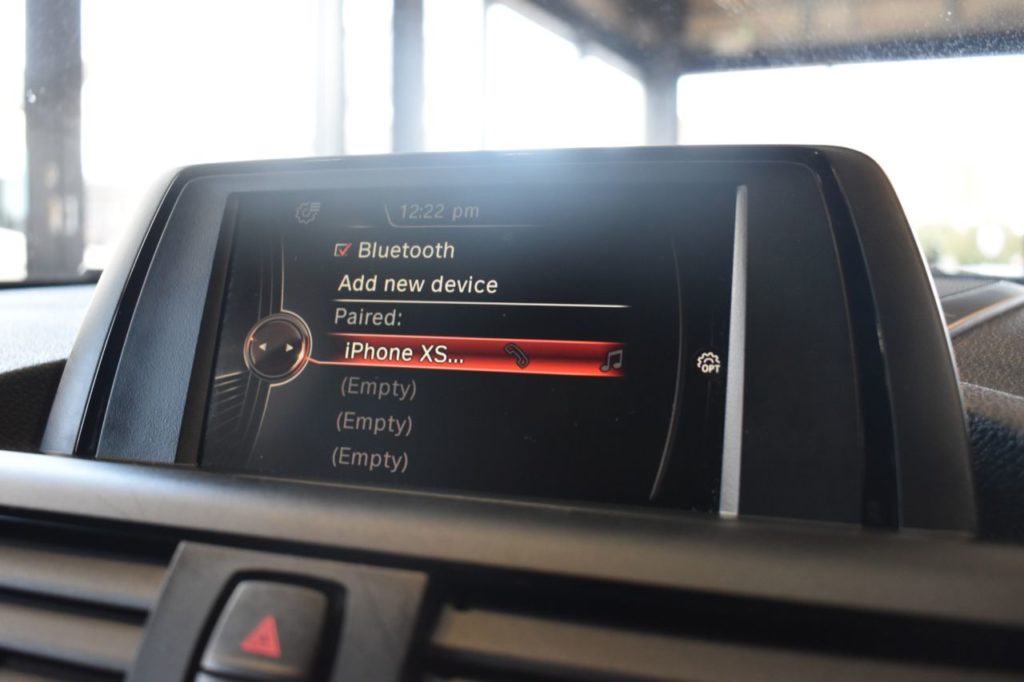 12:22 pm
Bluetooth
Add new device
Paired:
iPhone XS...
(Empty)
(Empty)
(Empty)
OPT